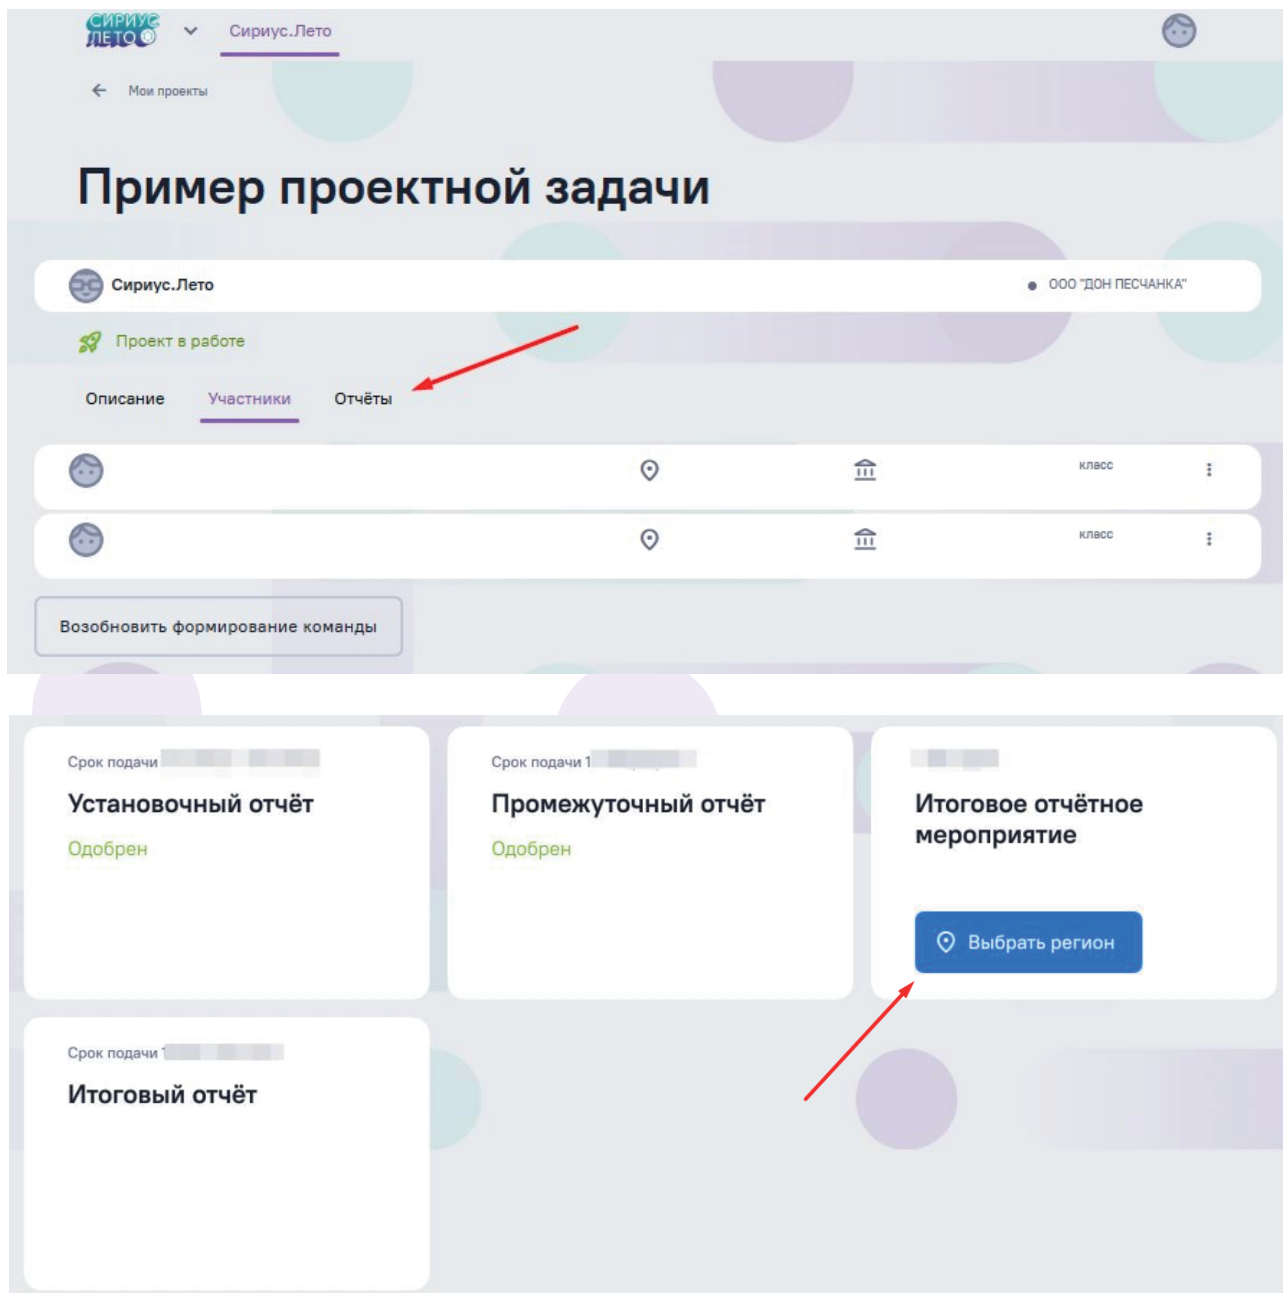 СИРИУС
ЛЕТО
Сириус.Лето
Мои проекты
Пример проектной задачи
Сириус.Лето
ООО "ДОН ПЕСЧАНКА"
Проект в работе
Описание Участники Отчёты
класс
класс
Возобновить формирование команды
Срок подачи
Установочный отчёт
Одобрен
Срок подачи 1
Промежуточный отчёт
Одобрен
Итоговое отчётное
мероприятие
Выбрать регион
Срок подачи
Итоговый отчёт